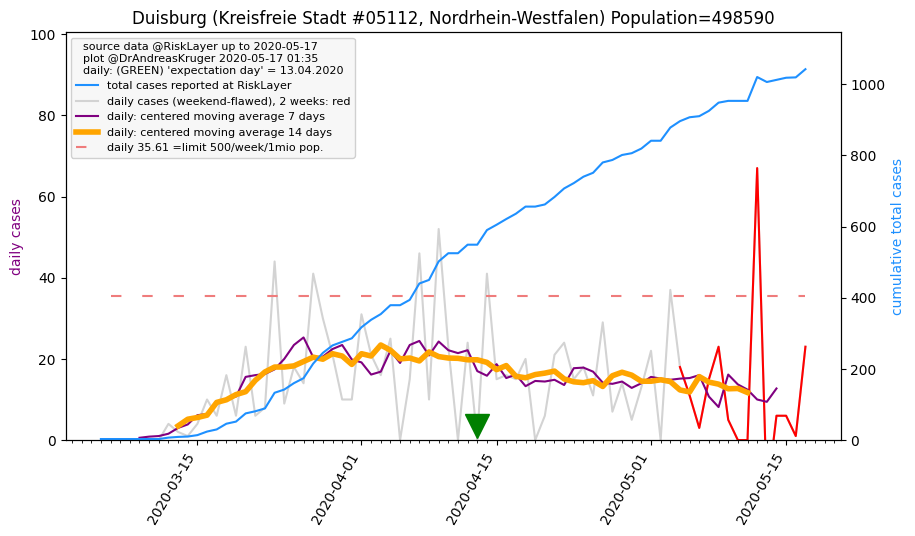 Duisburg (Kreisfreie Stadt #05112, Nordrhein-Westfalen) Population=498590
source data @RiskLayer up to 2020-05-17
plot @DrAndreasKruger 2020-05-17 01:35
daily: (GREEN) 'expectation day' = 13.04.2020
total cases reported at RiskLayer
daily cases (weekend-flawed), 2 weeks: red
daily: centered moving average 7 days
daily: centered moving average 14 days
daily 35.61 =limit 500/week/1mio pop.
100
80
60
40
20
0
daily cases
1000
800
600
400
200
0
cumulative total cases
2020-03-15
2020-04-01
2020-04-15
2020-05-01
2020-05-15